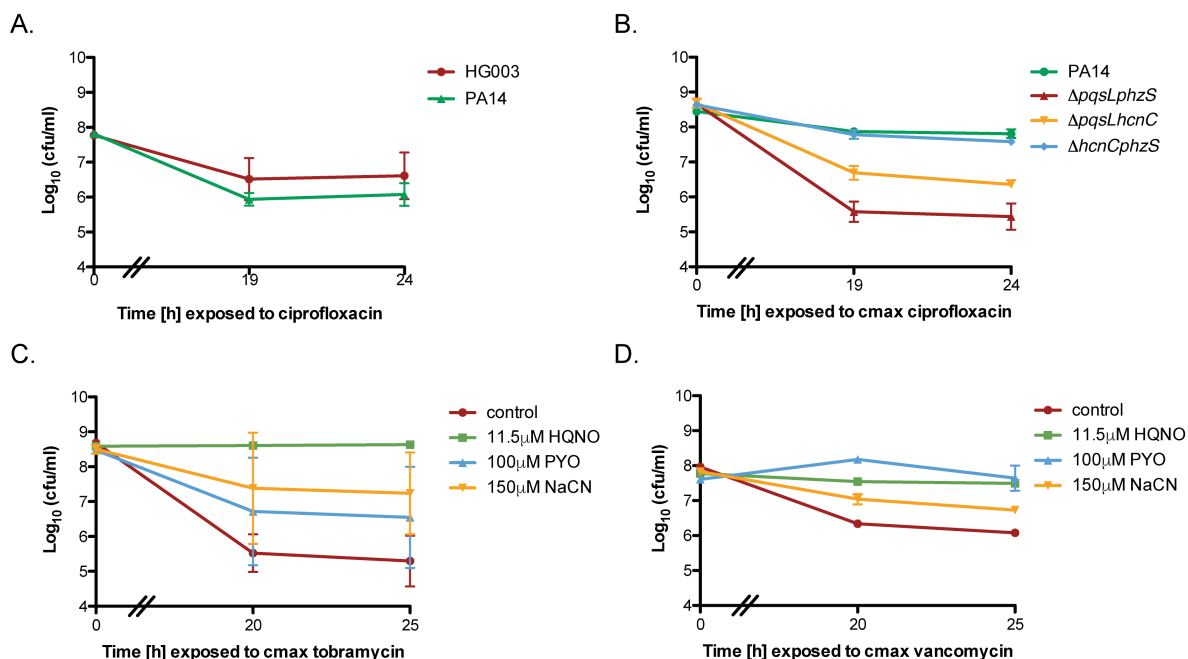 A.
10
9
8
7
6
5
4
Log10 (cfu/ml)
0
19
24
Time [h] exposed to ciprofloxacin
HG003
PA14
B.
10
9
8
7
6
5
4
Log10 (cfu/ml)
0
19
24
Time [h] exposed to cmax ciprofloxacin
PA14
ΔpqsLphzS
ΔpqsLhcnC
ΔhcnCphzS
C.
10
9
8
7
6
5
4
Log10 (cfu/ml)
0
20
25
Time [h] exposed to cmax tobramycin
control
11.5μM HQNO
100μM PYO
150μM NaCN
D.
10
9
8
7
6
5
4
Log10 (cfu/ml)
0
20
25
Time [h] exposed to cmax vancomycin
control
11.5μM HQNO
100μM PYO
150μM NaCN